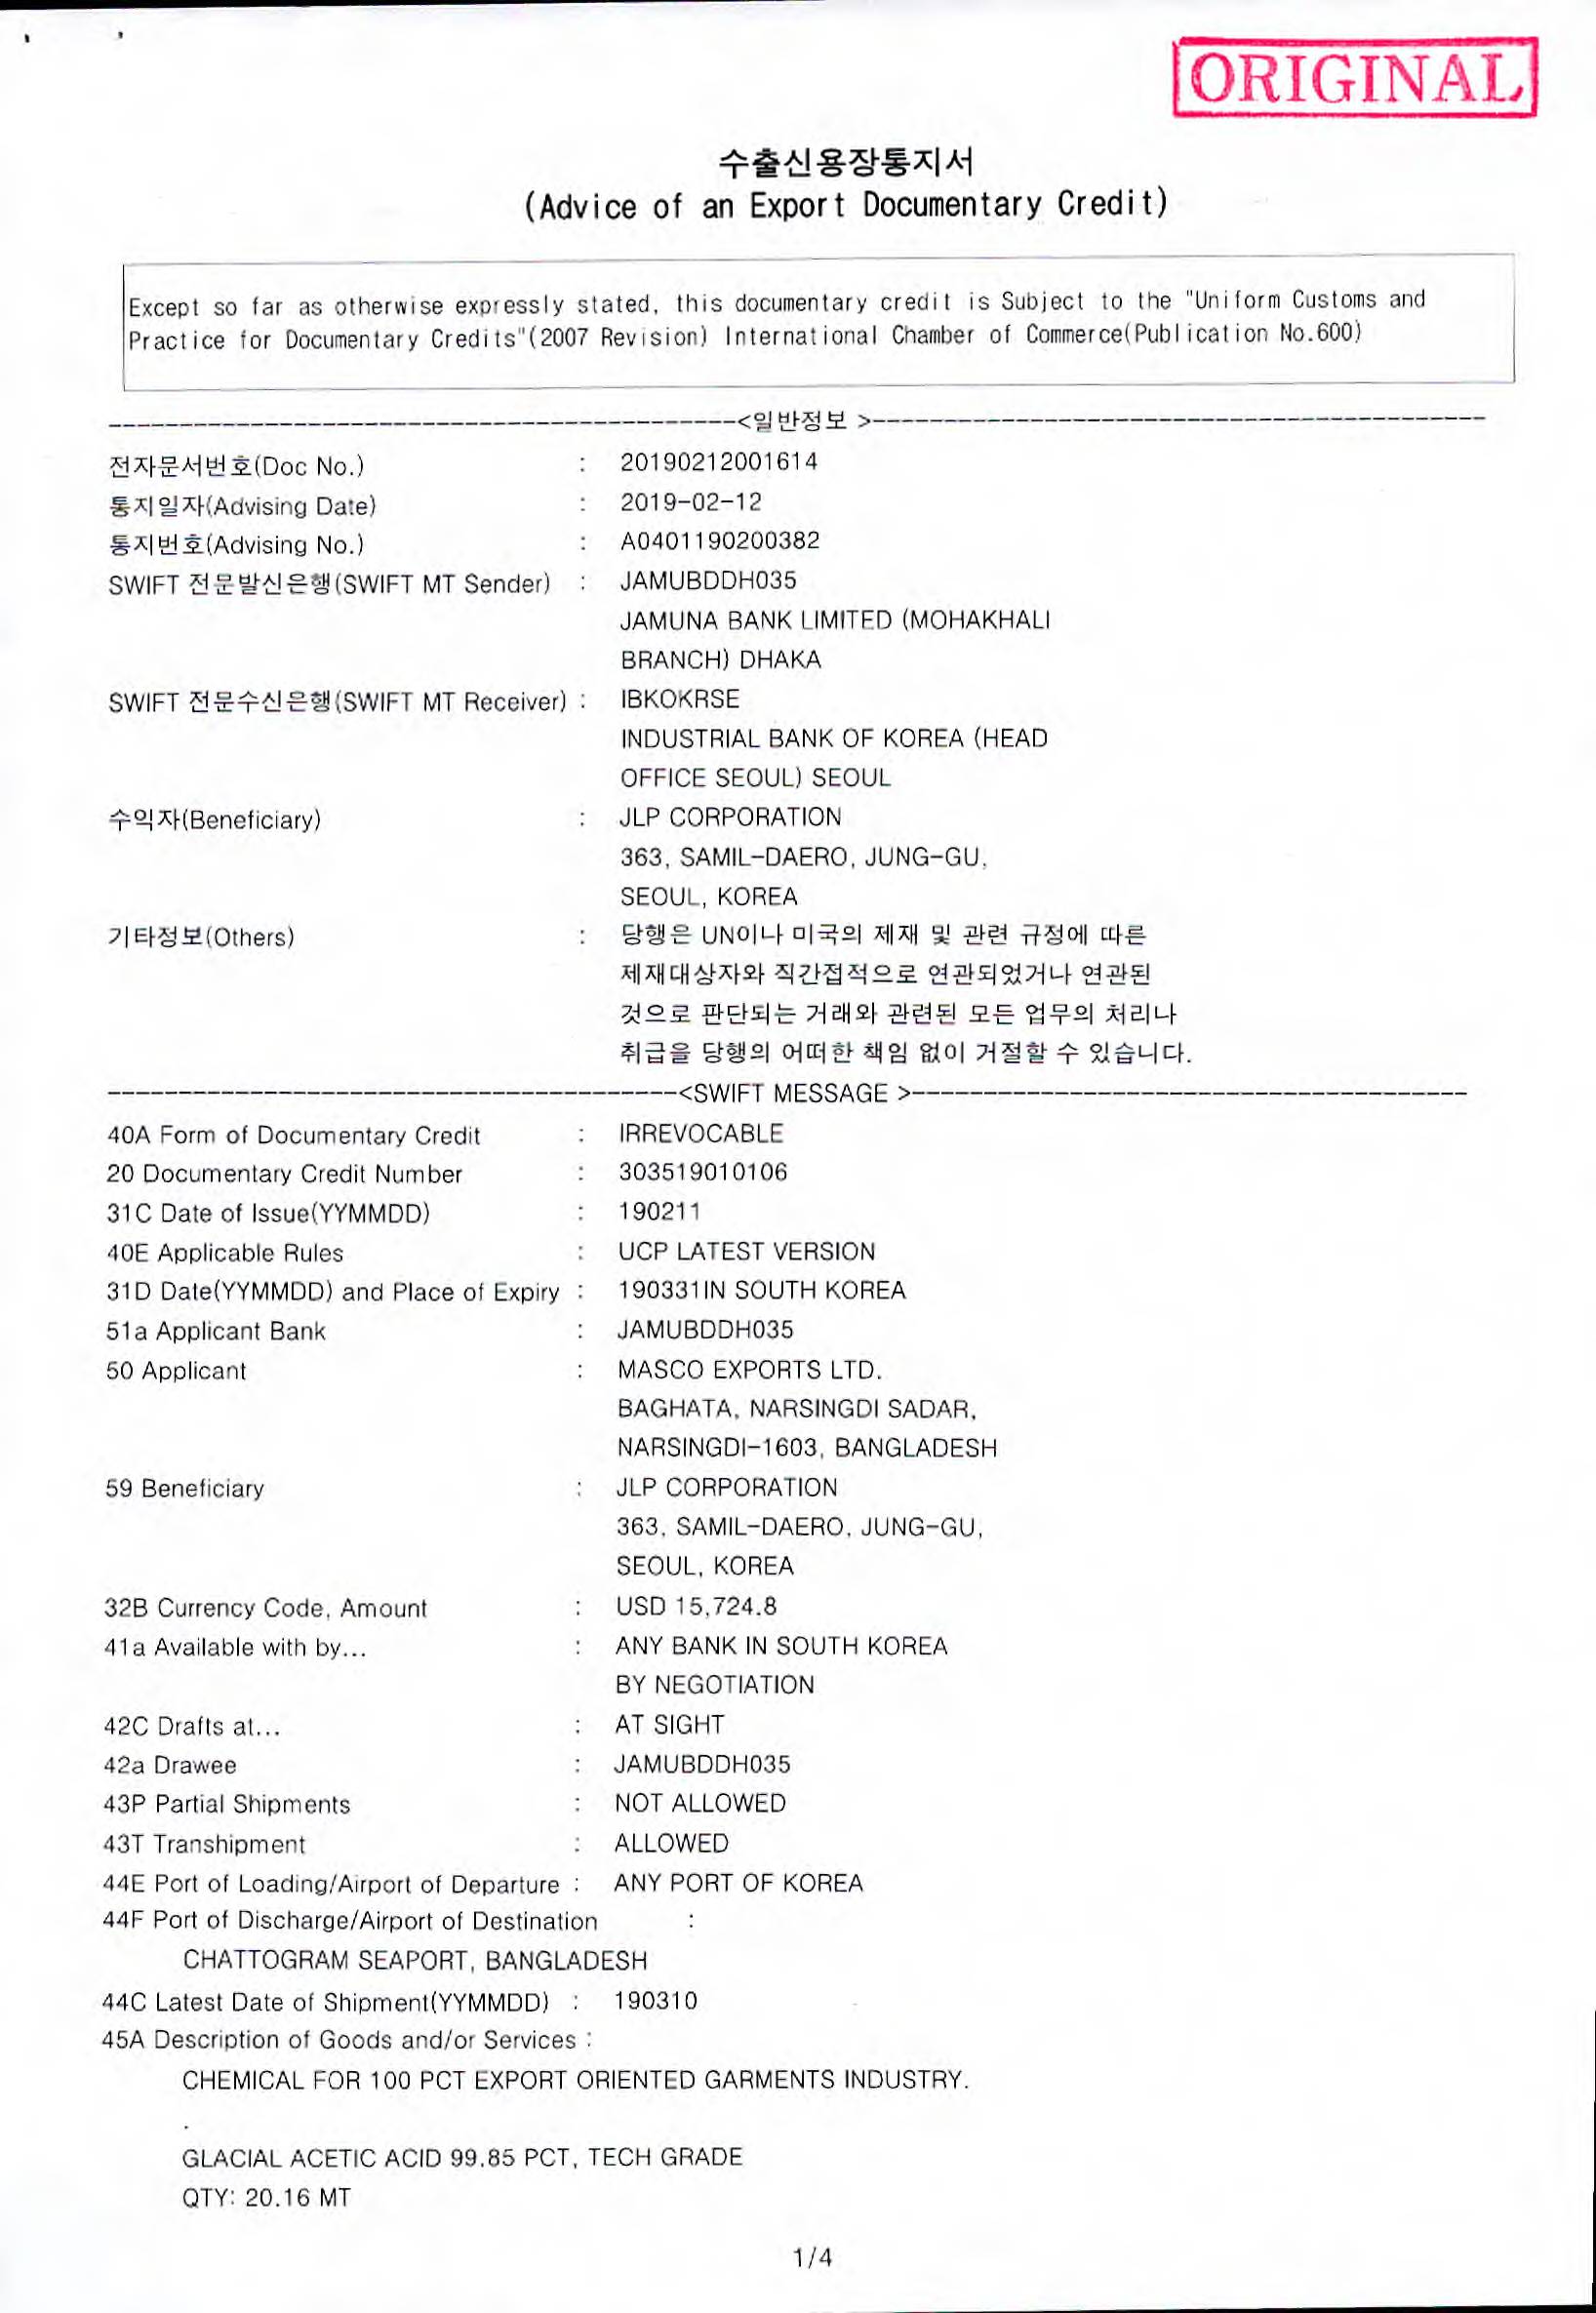 ORIGINAL
수출신용장통지서
(Advice of an Export Documentary Credit)
Except so far as otherwise expressly stated, this documentary credit is Subject to the "Uniform Customs and
Practice for Documentary Credits"(2007 Revision) International Chamber of Commerce(Publication No.600)
--------------------------------------------<일반정보 >-------------------------------------------
전자문서번호(Doc No.) : 20190212001614
통지일자(Advising Date) : 2019-02-12
통지번호(Advising No.) : A0401190200382
SWIFT 전문발신은행(SWIFT MT Sender) : JAMUBDDH035
JAMUNA BANK LIMITED (MOHAKHALI
BRANCH) DHAKA
SWIFT 전문수신은행(SWIFT MT Receiver) : IBKOKRSE
INDUSTRIAL BANK OF KOREA (HEAD
OFFICE SEOUL) SEOUL
수익자(Beneficiary) : JLP CORPORATION
363, SAMIL-DAERO, JUNG-GU,
SEOUL, KOREA
기타정보(Others) : 당행은 UN이나 미국의 제재 및 관련 규정에 따른
제재대상자와 직간접적으로 연관되었거나 연관된
것으로 판단되는 거래와 관련된 모든 업무의 처리나
취급을 당행의 어떠한 책임 없이 거절할 수 있습니다.
----------------------------------------<SWIFT MESSAGE >---------------------------------------
40A Form of Documentary Credit : IRREVOCABLE
20 Documentary Credit Number : 303519010106
31C Date of Issue(YYMMDD) : 190211
40E Applicable Rules : UCP LATEST VERSION
31D Date(YYMMDD) and Place of Expiry : 190331IN SOUTH KOREA
51a Applicant Bank : JAMUBDDH035
50 Applicant : MASCO EXPORTS LTD.
BAGHATA, NARSINGDI SADAR,
NARSINGDI-1603, BANGLADESH
59 Beneficiary : JLP CORPORATION
363, SAMIL-DAERO, JUNG-GU,
SEOUL, KOREA
32B Currency Code, Amount : USD 15,724.8
41a Available with by... : ANY BANK IN SOUTH KOREA
BY NEGOTIATION
42C Drafts at... : AT SIGHT
42a Drawee : JAMUBDDH035
43P Partial Shipments : NOT ALLOWED
43T Transhipment : ALLOWED
44E Port of Loading/Airport of Departure : ANY PORT OF KOREA
44F Port of Discharge/Airport of Destination :
CHATTOGRAM SEAPORT, BANGLADESH
44C Latest Date of Shipment(YYMMDD) : 190310
45A Description of Goods and/or Services :
CHEMICAL FOR 100 PCT EXPORT ORIENTED GARMENTS INDUSTRY.
.
GLACIAL ACETIC ACID 99.85 PCT, TECH GRADE
QTY: 20.16 MT
1/4